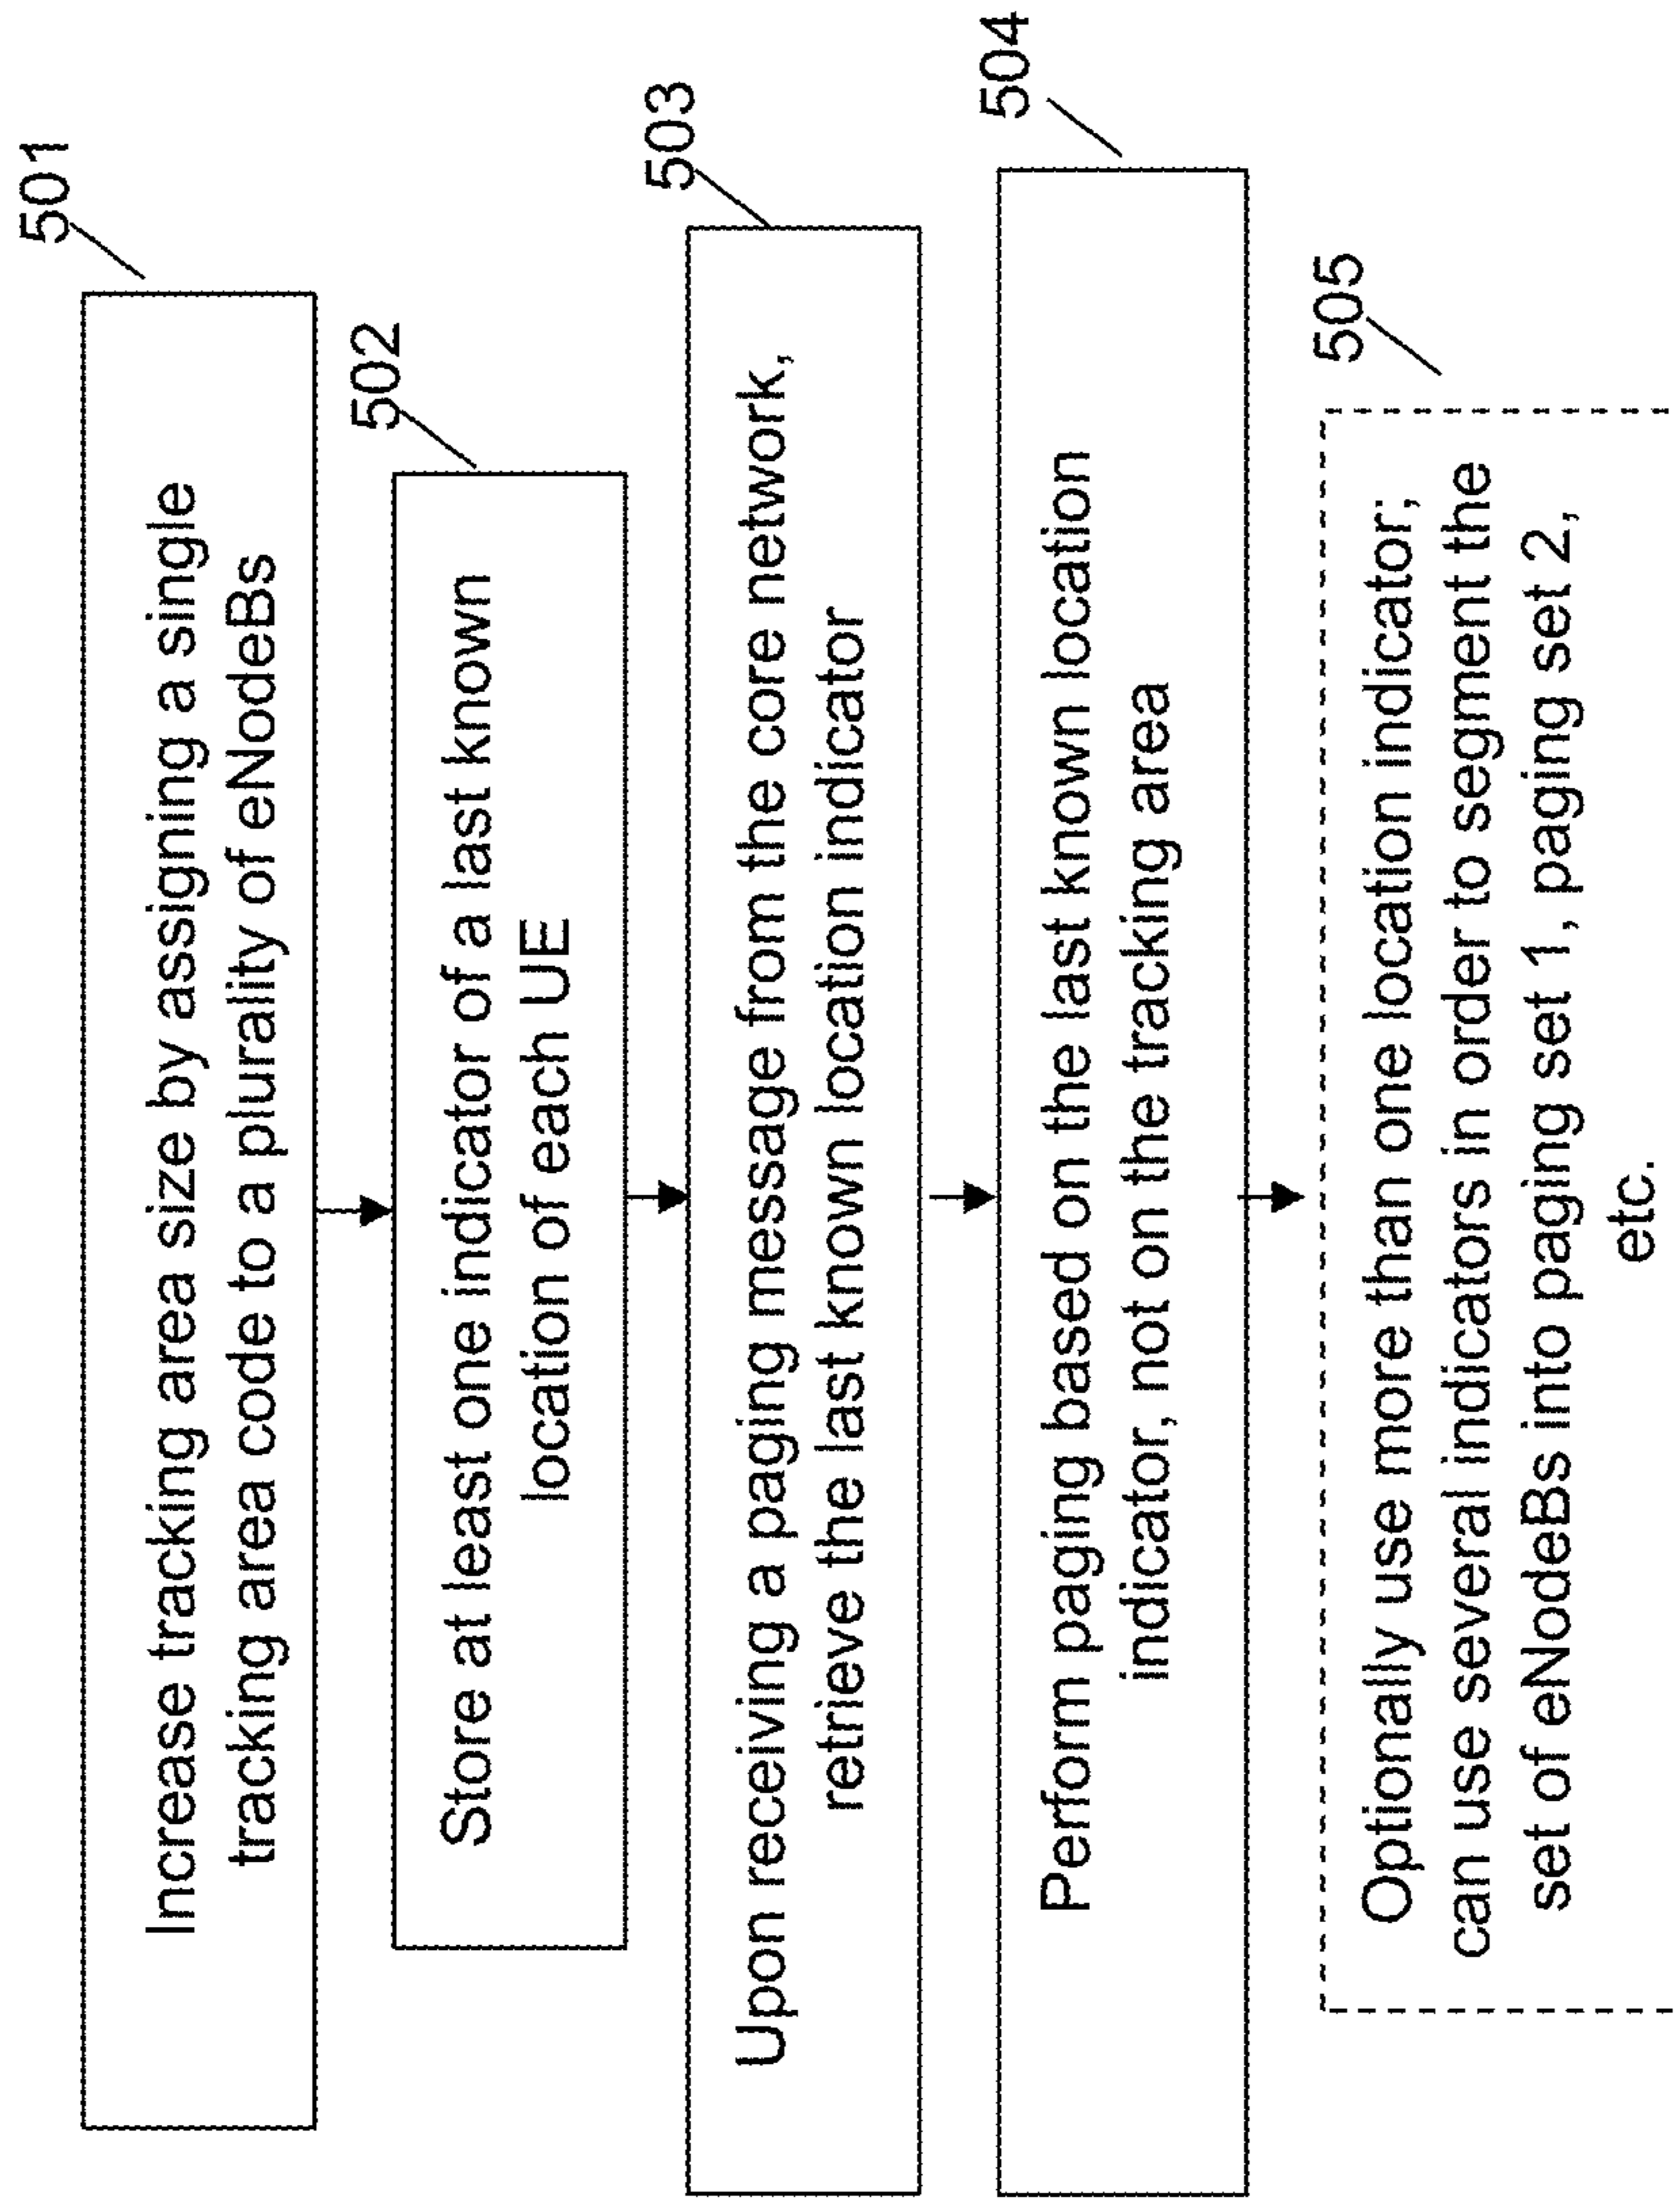 501
Increase tracking area size by assigning a single
tracking area code to a plurality of eNodeBs
502
Store at least one indicator of a last known
location of each UE
503
Upon receiving a paging message from the core network,
retrieve the last known location indicator
504
Perform paging based on the last known location
indicator, not on the tracking area
505
Optionally use more than one location indicator;
can use several indicators in order to segment the
set of eNodeBs into paging set 1, paging set 2,
etc.